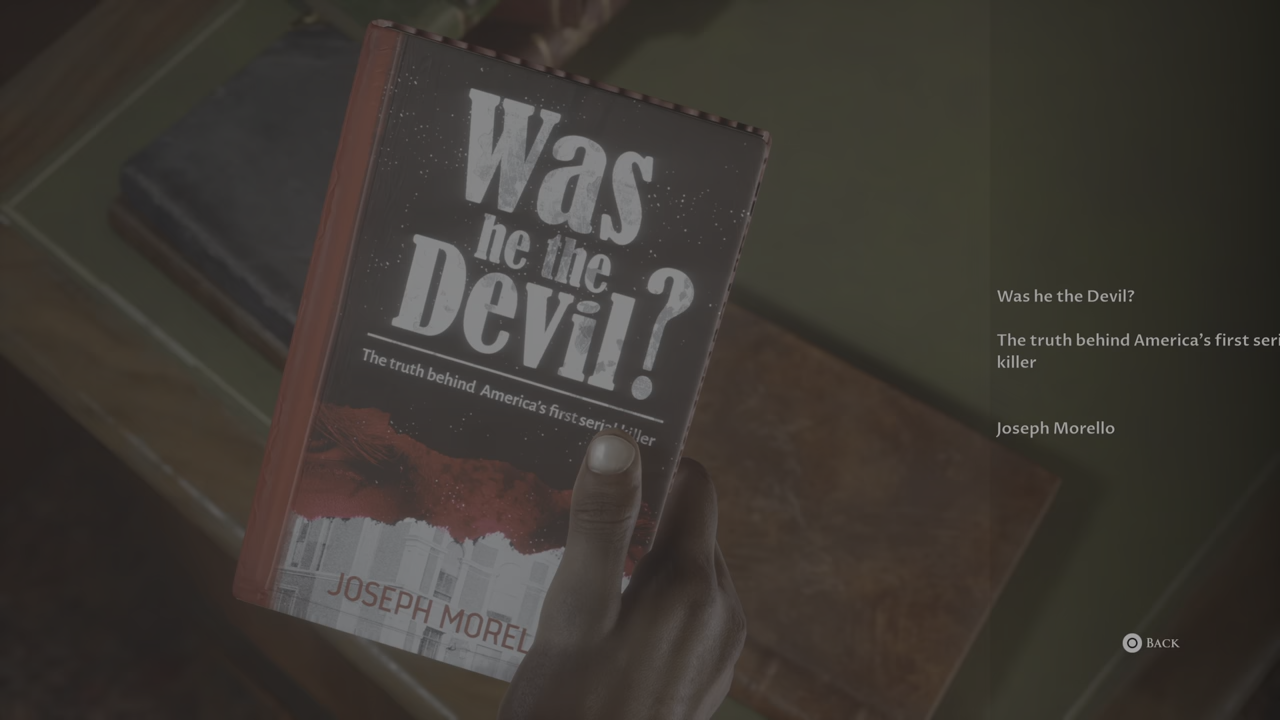 Was
he the
Devil?
The truth behind America's first serial killer
JOSEPH MOREL
Was he the Devil?
The truth behind America's first seri
killer
Joseph Morello
BACK